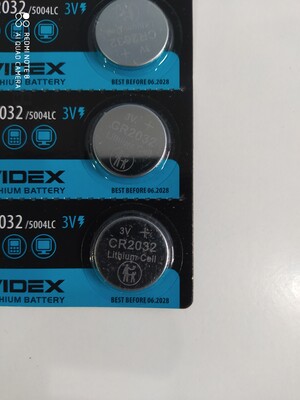 2032/5004LC 3V
REDMI NOTE 8
AI QUAD CAMERA
VIDEX
LITHIUM BATTERY
BEST BEFORE 06.2028
2032/5004LC 3V
CR2032
VIDEX
LITHIUM BATTERY
BEST BEFORE 06.2028
2032/5004LC 3V
3V +
CR2032
Lithium Cell
VIDEX
LITHIUM BATTERY
BEST BEFORE 06.2028